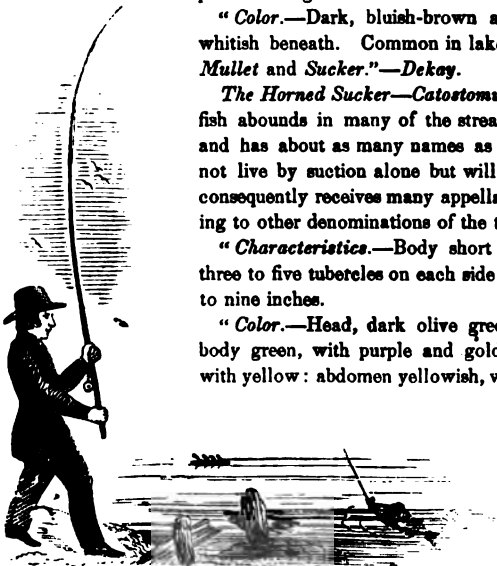 “ Color.—Dark, bluish-brown a
whitish beneath. Common in lake
Mullet and Sucker.”—Dekay.
The Horned Sucker—Catostomu
fish abounds in many of the strea
and has about as many names as
not live by suction alone but will
consequently receives many appella
ing to other denominations of the t
“ Characteristics.—Body short
three to five tubercles on each side
to nine inches.
“ Color.—Head, dark olive gree
body green, with purple and gold
with yellow : abdomen yellowish, w